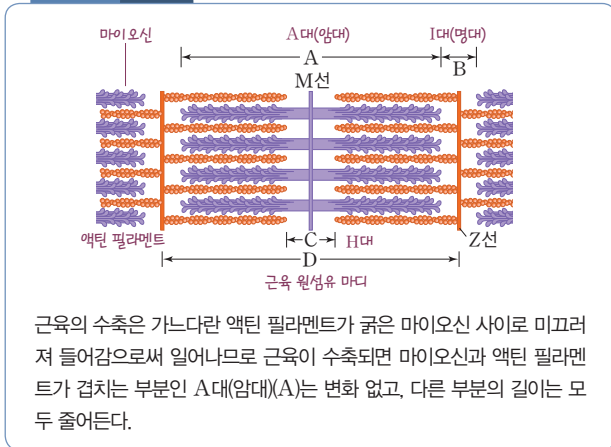 마이오신
A대(암대)
I대(명대)
A
B
M선
액틴 필라멘트
C
H대
Z선
D
근육 원섬유 마디
근육의 수축은 가느다란 액틴 필라멘트가 굵은 마이오신 사이로 미끄러
져 들어감으로써 일어나므로 근육이 수축되면 마이오신과 액틴 필라멘
트가 겹치는 부분인 A대(암대)(A)는 변화 없고, 다른 부분의 길이는 모
두 줄어든다.